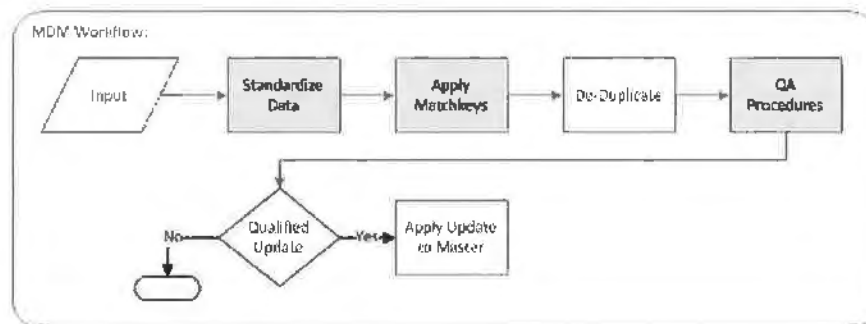 MDM Workflow:
Input
Standardize
Data
Apply
Matchkeys
De-Duplicate
QA
Procedures
Qualified
Update
No
Yes
Apply Update
to Master